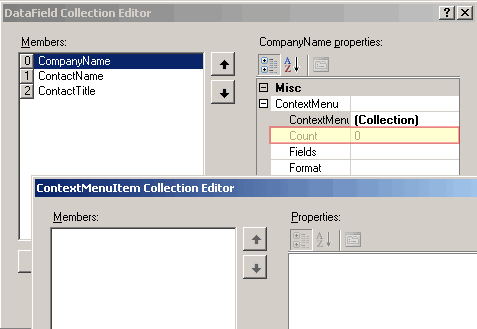 DataField Collection Editor
? X
Members:
CompanyName properties:
0 CompanyName
1 ContactName
2 ContactTitle
A Z
Misc
ContextMenu
ContextMenu (Collection)
Count 0
Fields
Format
ContextMenuItem Collection Editor
Members:
Properties:
A Z